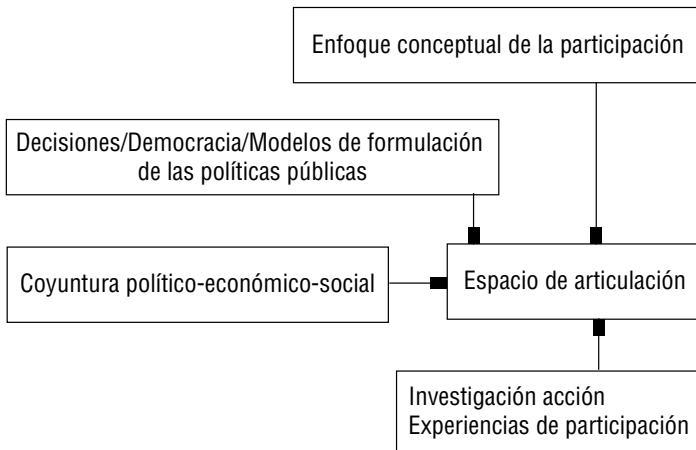 Enfoque conceptual de la participación
Decisiones/Democracia/Modelos de formulación
de las políticas públicas
Coyuntura político-económico-social
Espacio de articulación
Investigación acción
Experiencias de participación